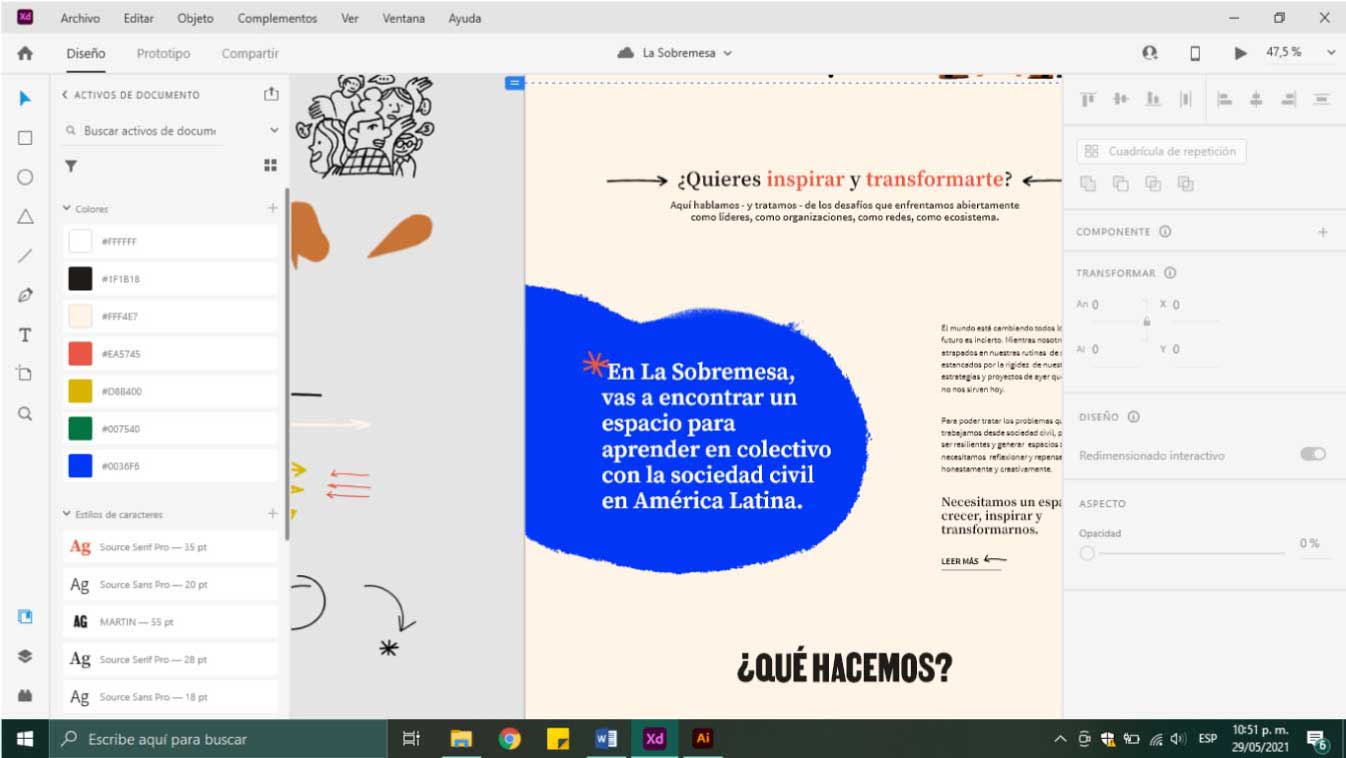 Xd Archivo Editar Objeto Complementos Ver Ventana Ayuda
Diseño Prototipo Compartir La Sobremesa 47,5 %
ACTIVOS DE DOCUMENTO
Buscar activos de docume
Colores
#FFFFFF
#1F1B18
#FFF4E7
#EA5745
#D8B400
#007540
#0036F6
Estilos de caracteres
Ag Source Serif Pro — 35 pt
Ag Source Sans Pro — 20 pt
AG MARTIN — 55 pt
Ag Source Serif Pro — 28 pt
Ag Source Sans Pro — 18 pt
¿Quieres inspirar y transformarte?
Aquí hablamos - y tratamos - de los desafíos que enfrentamos abiertamente
como líderes, como organizaciones, como redes, como ecosistema.
En La Sobremesa,
vas a encontrar un
espacio para
aprender en colectivo
con la sociedad civil
en América Latina.
El mundo está cambiando todos lo
futuro es incierto. Mientras nosotr
atrapados en nuestras rutinas de
estancados por la rigidez de nuest
estrategias y proyectos de ayer qu
no nos sirven hoy.
Para poder tratar los problemas qu
trabajamos desde sociedad civil, p
ser resilientes y generar espacios
necesitamos reflexionar y repense
honestamente y creativamente.
Necesitamos un espa
crecer, inspirar y
transformarnos.
LEER MÁS
¿QUÉ HACEMOS?
Cuadrícula de repetición
COMPONENTE
TRANSFORMAR
An 0 X 0
Al 0 Y 0
DISEÑO
Redimensionado interactivo
ASPECTO
Opacidad
0 %
Escribe aquí para buscar
Xd Ai
ESP
10:51 p. m.
29/05/2021
6